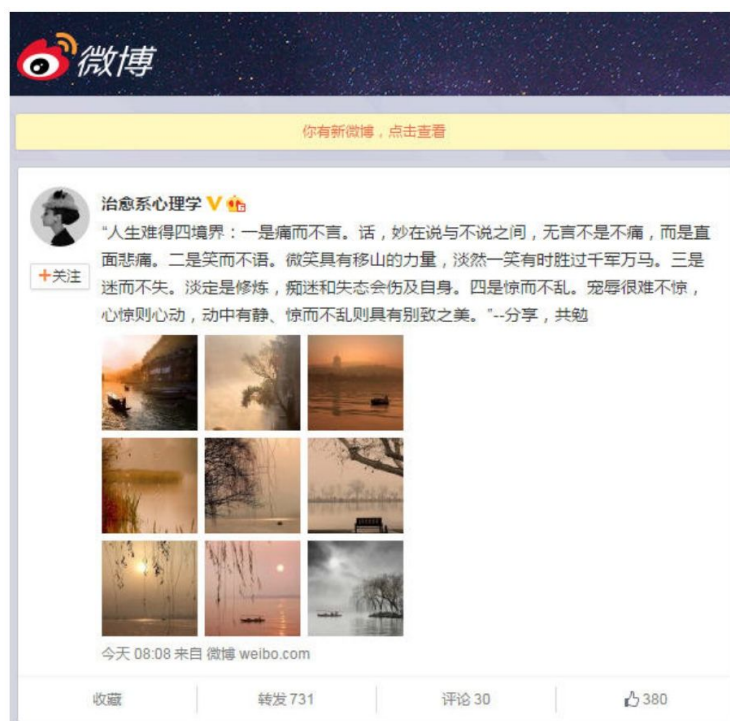 微博
你有新微博，点击查看
治愈系心理学
“人生难得四境界：一是痛而不言。话，妙在说与不说之间，无言不是不痛，而是直
面悲痛。二是笑而不语。微笑具有移山的力量，淡然一笑有时胜过千军万马。三是
+关注
迷而不失。淡定是修炼，痴迷和失态会伤及自身。四是惊而不乱。宠辱很难不惊，
心惊则心动，动中有静、惊而不乱则具有别致之美。”--分享，共勉
今天 08:08 来自 微博 weibo.com
收藏 转发 731 评论 30 380